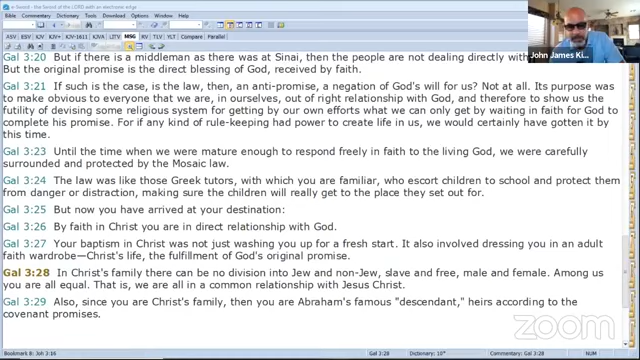 e-Sword - the Sword of the LORD with an electronic edge
Bible Commentary Dictionary Tools Options Window Help
ASV ESV KJV KJV+ KJV-1611 KJVA LITV MSG RV TLV YLT Compare Parallel
Gal 3:20 But if there is a middleman as there was at Sinai, then the people are not dealing directly with
But the original promise is the direct blessing of God, received by faith.
Gal 3:21 If such is the case, is the law, then, an anti-promise, a negation of God's will for us? Not at all. Its purpose was
to make obvious to everyone that we are, in ourselves, out of right relationship with God, and therefore to show us the
futility of devising some religious system for getting by our own efforts what we can only get by waiting in faith for God to
complete his promise. For if any kind of rule-keeping had power to create life in us, we would certainly have gotten it by
this time.
Gal 3:23 Until the time when we were mature enough to respond freely in faith to the living God, we were carefully
surrounded and protected by the Mosaic law.
Gal 3:24 The law was like those Greek tutors, with which you are familiar, who escort children to school and protect them
from danger or distraction, making sure the children will really get to the place they set out for.
Gal 3:25 But now you have arrived at your destination:
Gal 3:26 By faith in Christ you are in direct relationship with God.
Gal 3:27 Your baptism in Christ was not just washing you up for a fresh start. It also involved dressing you in an adult
faith wardrobe—Christ's life, the fulfillment of God's original promise.
Gal 3:28 In Christ's family there can be no division into Jew and non-Jew, slave and free, male and female. Among us
you are all equal. That is, we are all in a common relationship with Jesus Christ.
Gal 3:29 Also, since you are Christ's family, then you are Abraham's famous "descendant," heirs according to the
covenant promises.
John James Ki...
zoom
Bookmark 8: Joh 3:16 Gal 3:28 Dictionary: 10* Commentary: Gal 3:28 NUM